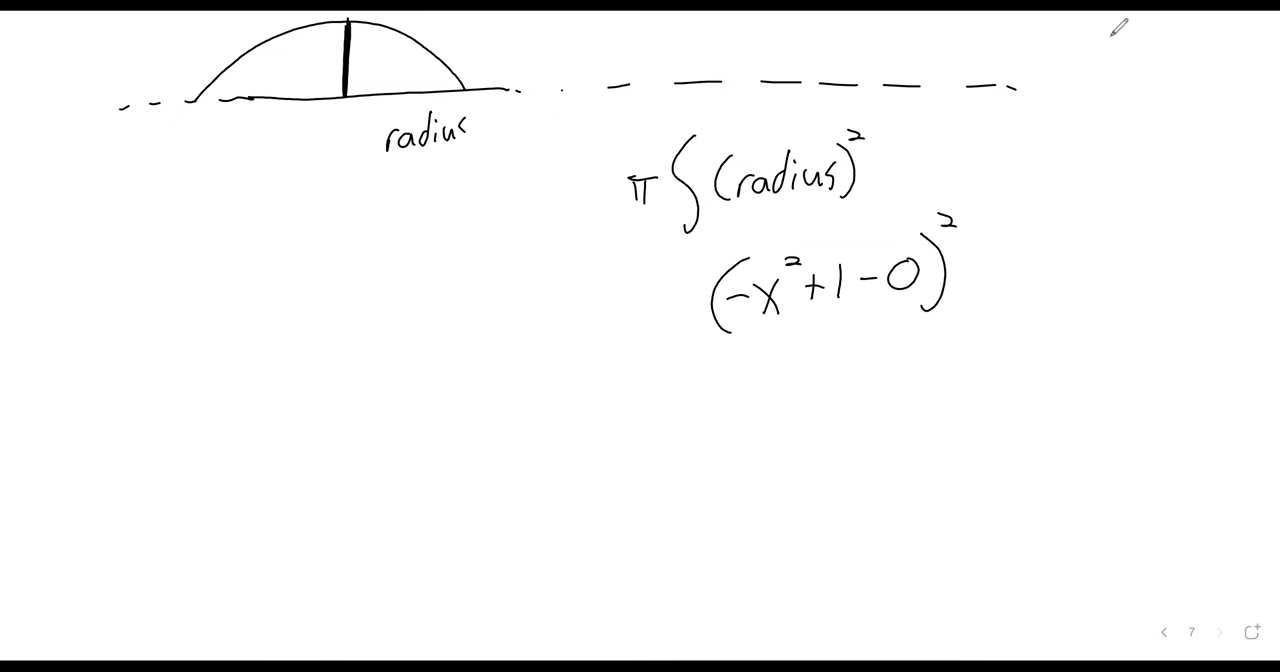 radius
π∫(radius)²
(-x²+1-0)²
7